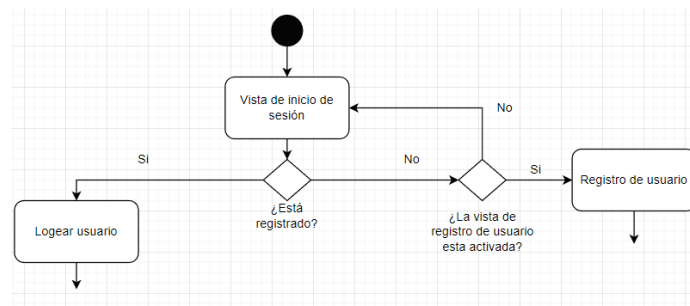 Vista de inicio de
sesión
No
Si
No
Si
Registro de usuario
¿Está
registrado?
¿La vista de
registro de usuario
esta activada?
Logear usuario